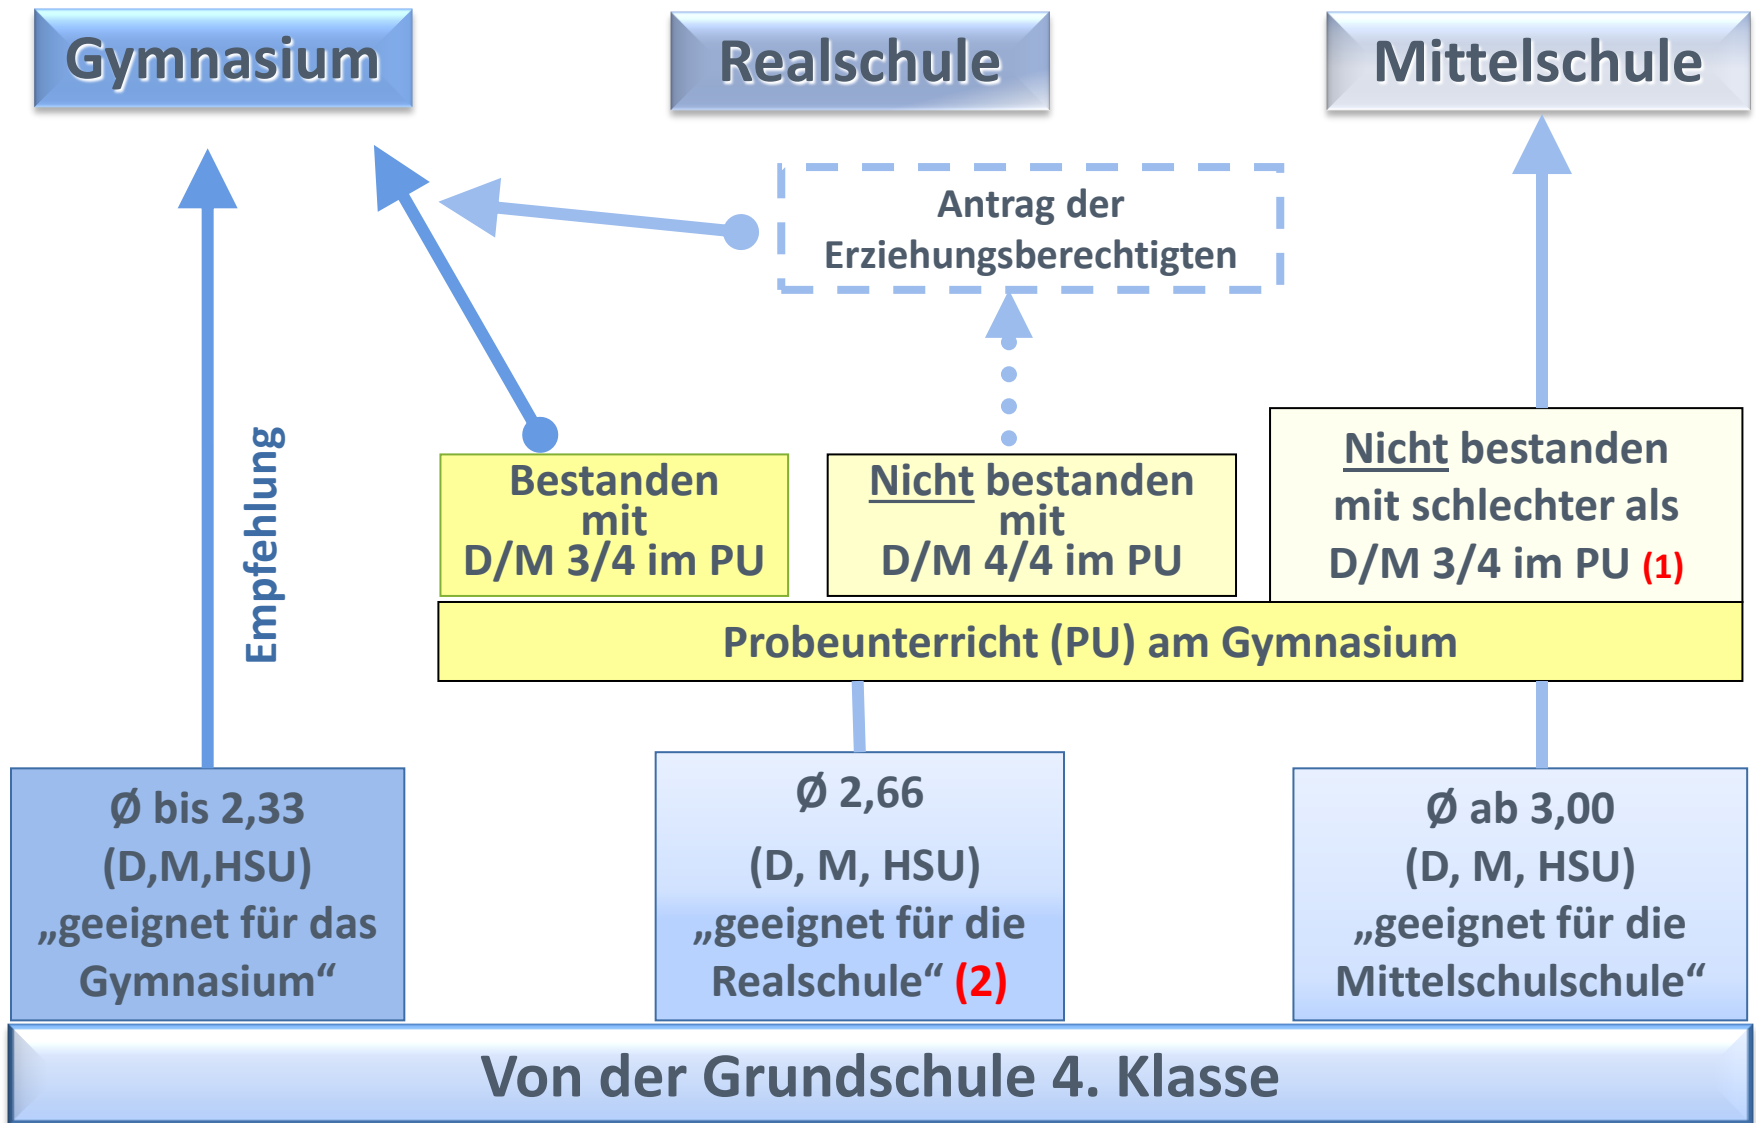 Gymnasium
Realschule
Mittelschule
Antrag der
Erziehungsberechtigten
Empfehlung
Bestanden
mit
D/M 3/4 im PU
Nicht bestanden
mit
D/M 4/4 im PU
Nicht bestanden
mit schlechter als
D/M 3/4 im PU (1)
Probeunterricht (PU) am Gymnasium
Ø bis 2,33
(D,M,HSU)
„geeignet für das
Gymnasium“
Ø 2,66
(D, M, HSU)
„geeignet für die
Realschule“ (2)
Ø ab 3,00
(D, M, HSU)
„geeignet für die
Mittelschulschule“
Von der Grundschule 4. Klasse